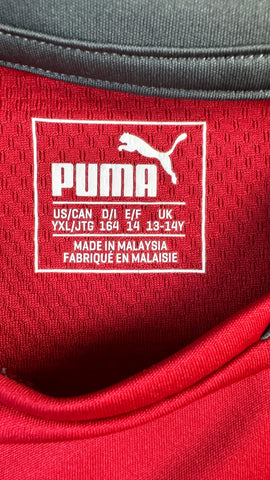 PUMA
US/CAN D/I E/F UK
YXL/JTG 164 14 13-14Y
MADE IN MALAYSIA
FABRIQUÉ EN MALAISIE